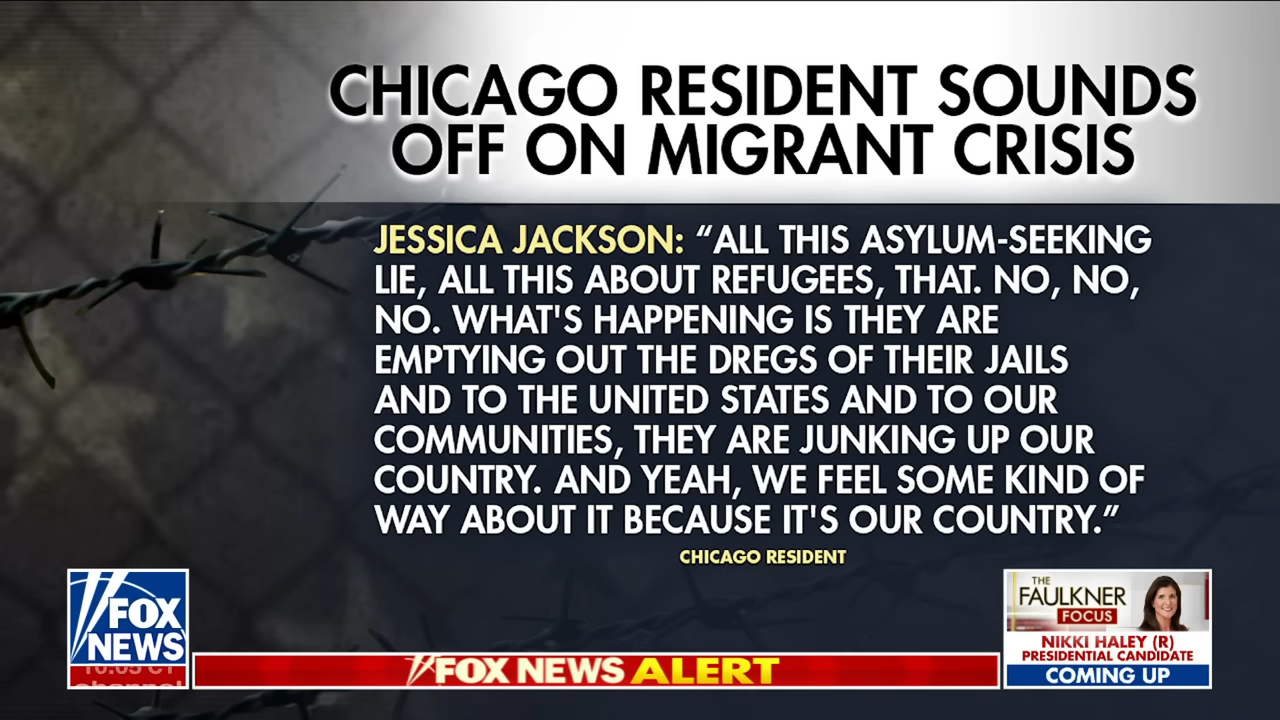 CHICAGO RESIDENT SOUNDS
OFF ON MIGRANT CRISIS
JESSICA JACKSON: “ALL THIS ASYLUM-SEEKING
LIE, ALL THIS ABOUT REFUGEES, THAT. NO, NO,
NO. WHAT'S HAPPENING IS THEY ARE
EMPTYING OUT THE DREGS OF THEIR JAILS
AND TO THE UNITED STATES AND TO OUR
COMMUNITIES, THEY ARE JUNKING UP OUR
COUNTRY. AND YEAH, WE FEEL SOME KIND OF
WAY ABOUT IT BECAUSE IT'S OUR COUNTRY.”
CHICAGO RESIDENT
FOX
NEWS
channel
FOX NEWS ALERT
THE
FAULKNER
FOCUS
NIKKI HALEY (R)
PRESIDENTIAL CANDIDATE
COMING UP